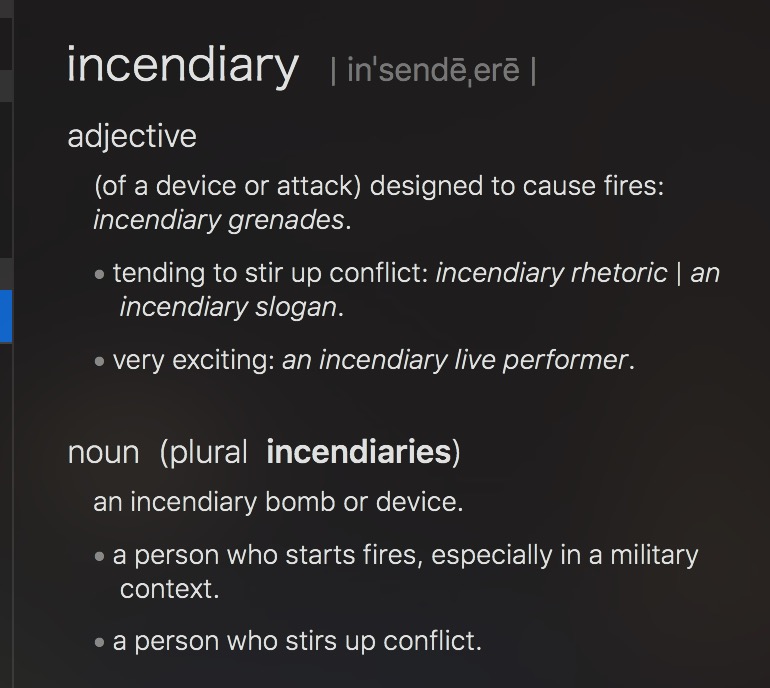 incendiary | inˈsendēˌerē |
adjective
(of a device or attack) designed to cause fires:
incendiary grenades.
• tending to stir up conflict: incendiary rhetoric | an
incendiary slogan.
• very exciting: an incendiary live performer.
noun (plural incendiaries)
an incendiary bomb or device.
• a person who starts fires, especially in a military
context.
• a person who stirs up conflict.